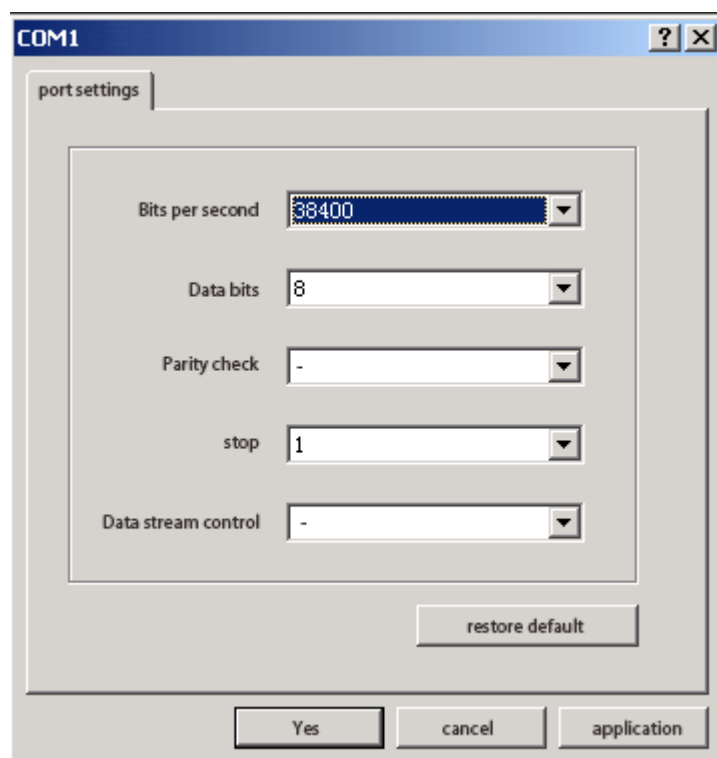 COM1
port settings
Bits per second 38400
Data bits 8
Parity check -
stop 1
Data stream control -
restore default
Yes cancel application